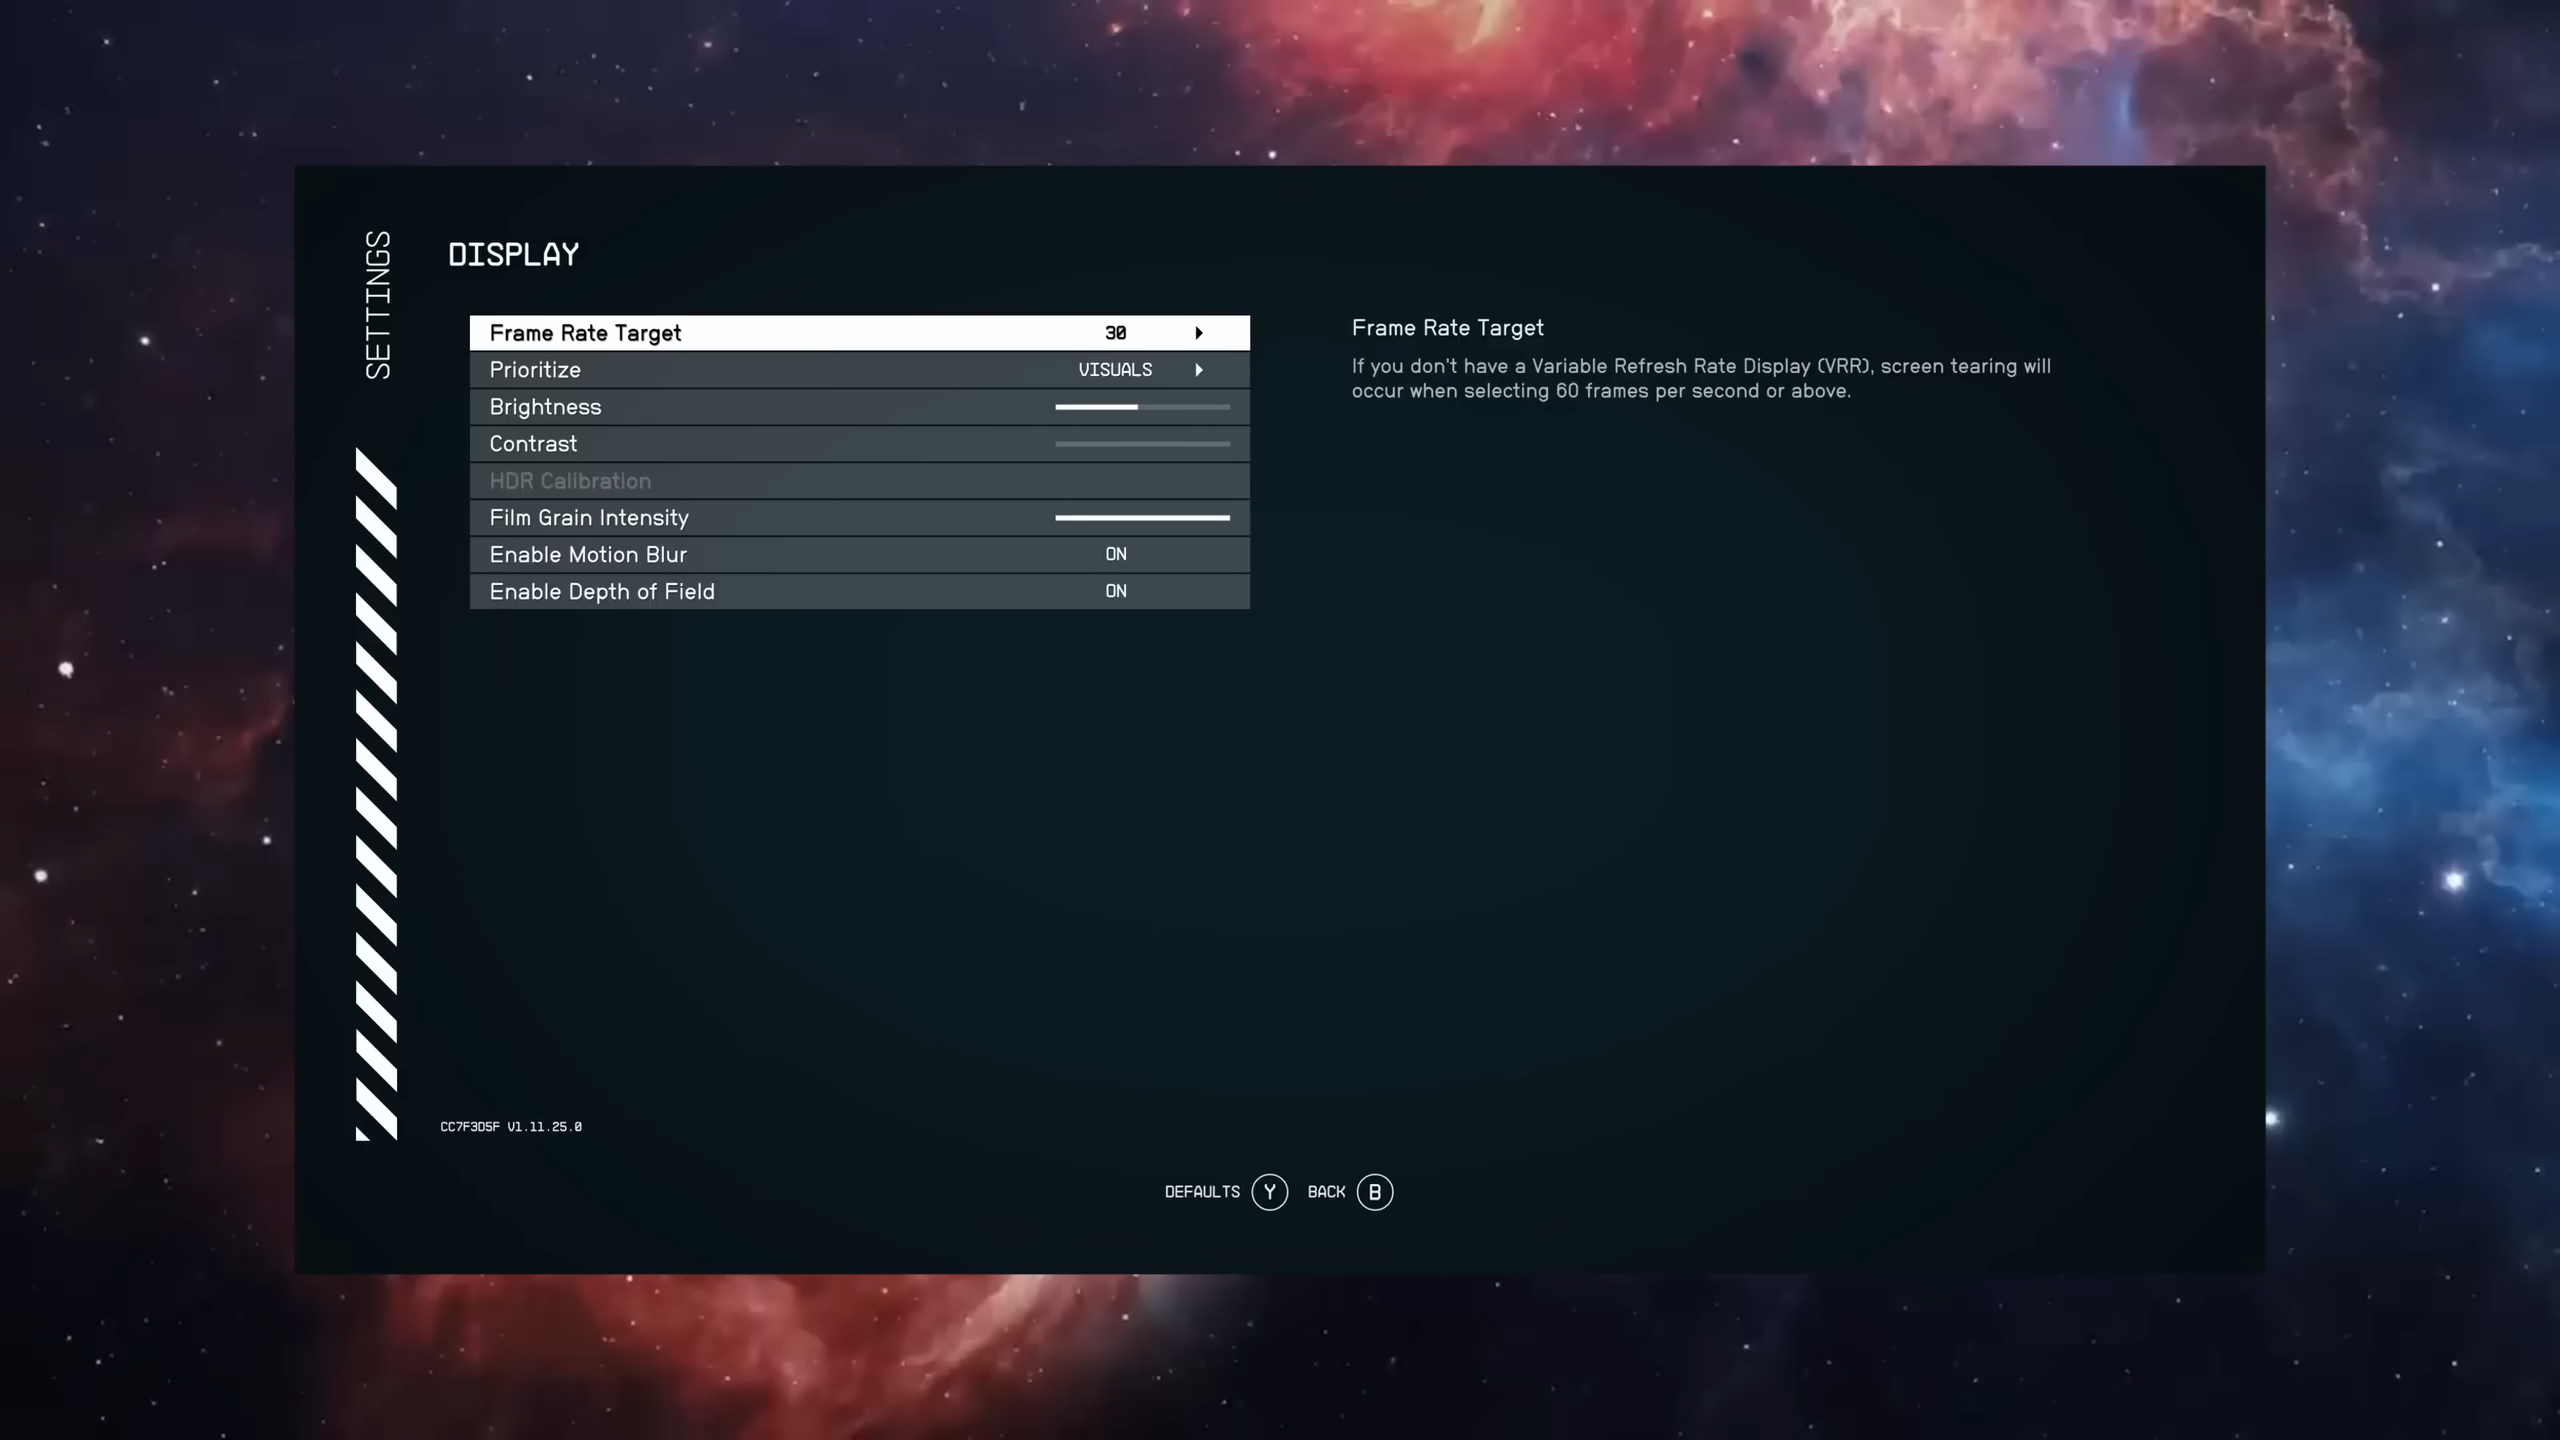 SETTINGS
DISPLAY
Frame Rate Target 30
Prioritize VISUALS
Brightness
Contrast
HDR Calibration
Film Grain Intensity
Enable Motion Blur ON
Enable Depth of Field ON
Frame Rate Target
If you don't have a Variable Refresh Rate Display (VRR), screen tearing will
occur when selecting 60 frames per second or above.
CC7F3D5F V1.11.25.0
DEFAULTS Y BACK B